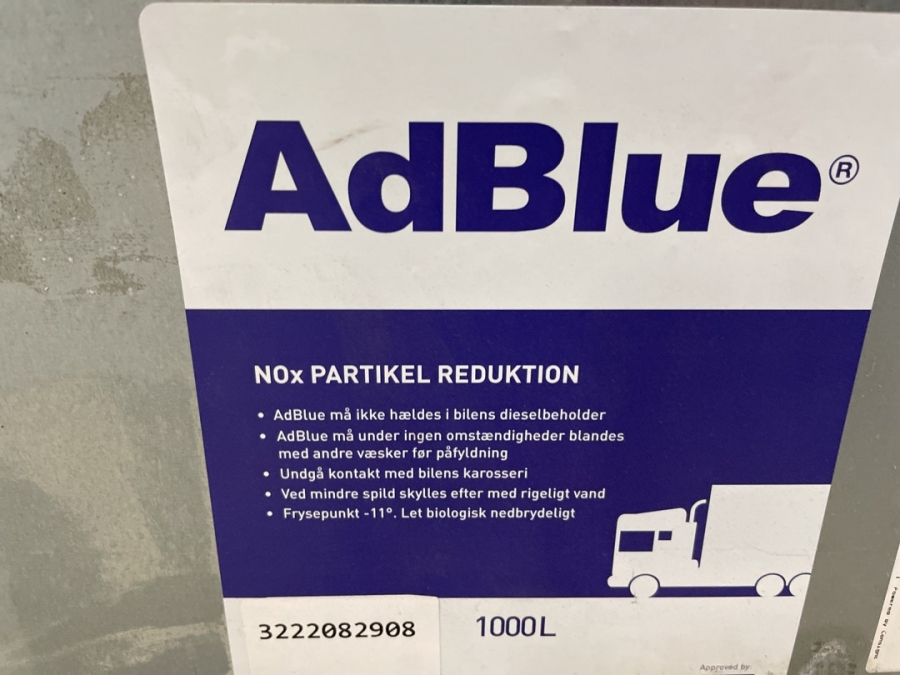 AdBlue®
NOx PARTIKEL REDUKTION
• AdBlue må ikke hældes i bilens dieselbeholder
• AdBlue må under ingen omstændigheder blandes
med andre væsker før påfyldning
• Undgå kontakt med bilens karosseri
• Ved mindre spild skylles efter med rigeligt vand
• Frysepunkt -11°. Let biologisk nedbrydeligt
3222082908
1000L
Approved by:
Powered by